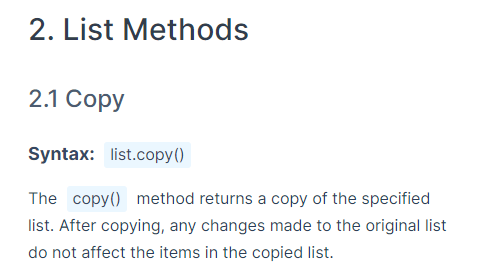 2. List Methods
2.1 Copy
Syntax: list.copy()
The copy() method returns a copy of the specified
list. After copying, any changes made to the original list
do not affect the items in the copied list.